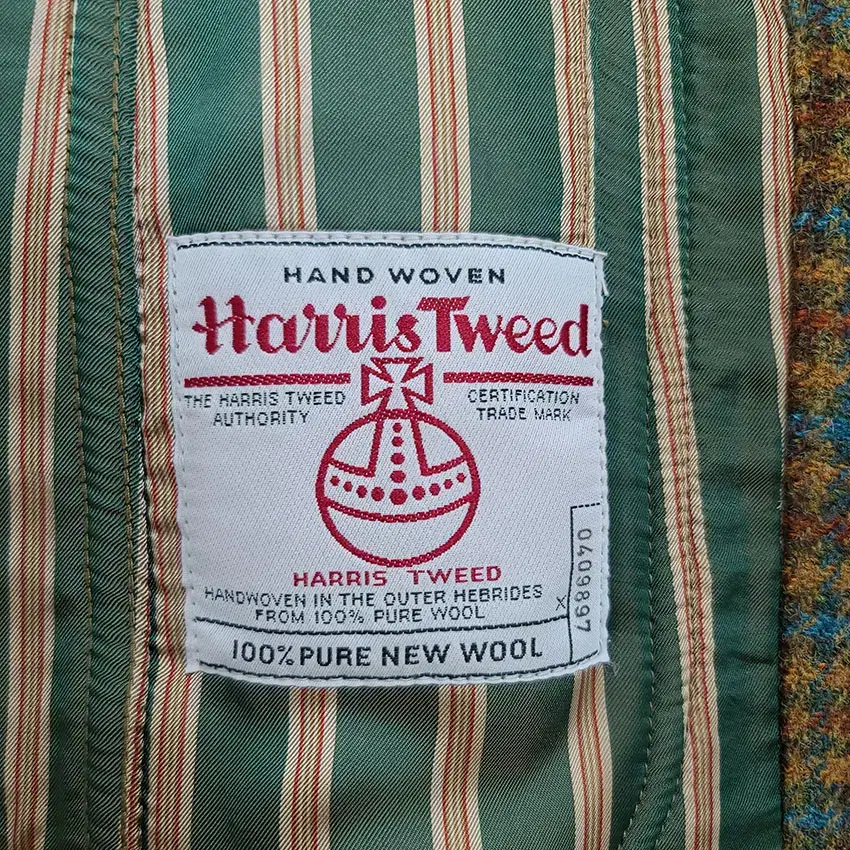 HAND WOVEN
Harris Tweed
THE HARRIS TWEED
AUTHORITY
CERTIFICATION
TRADE MARK
HARRIS TWEED
HANDWOVEN IN THE OUTER HEBRIDES
FROM 100% PURE WOOL
X
0409897
100% PURE NEW WOOL